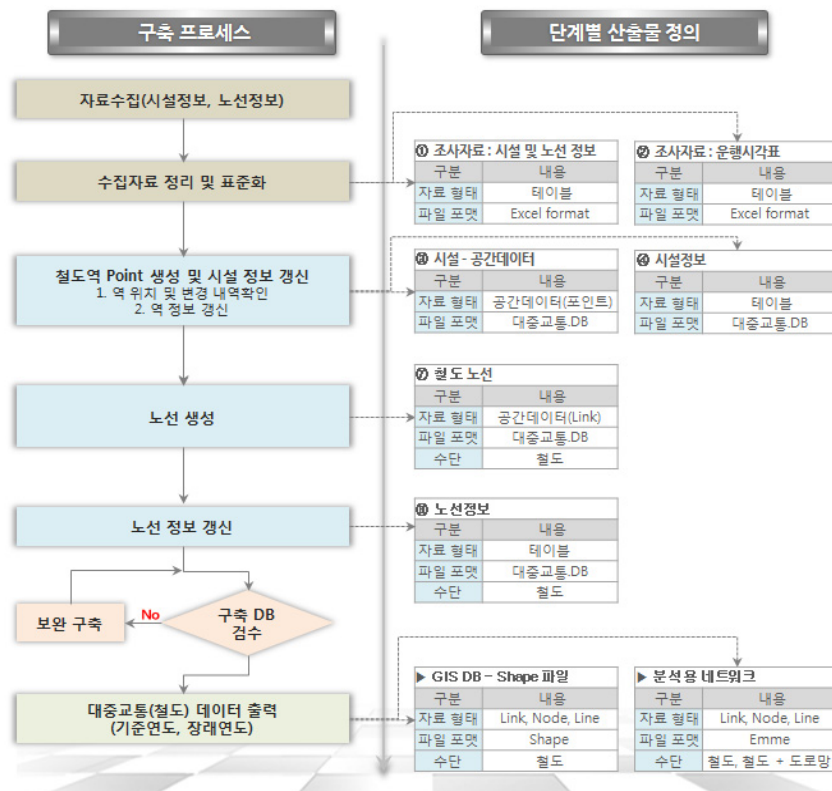 구축 프로세스
단계별 산출물 정의
자료수집(시설정보, 노선정보)
수집자료 정리 및 표준화
① 조사자료 : 시설 및 노선 정보
구분 내용
자료 형태 테이블
파일 포맷 Excel format
② 조사자료 : 운행시각표
구분 내용
자료 형태 테이블
파일 포맷 Excel format
철도역 Point 생성 및 시설 정보 갱신
1. 역 위치 및 변경 내역확인
2. 역 정보 갱신
시설 - 공간데이터
구분 내용
자료 형태 공간데이터(포인트)
파일 포맷 대중교통.DB
시설정보
구분 내용
자료 형태 테이블
파일 포맷 대중교통.DB
노선 생성
철도 노선
구분 내용
자료 형태 공간데이터(Link)
파일 포맷 대중교통.DB
수단 철도
노선 정보 갱신
노선정보
구분 내용
자료 형태 테이블
파일 포맷 대중교통.DB
수단 철도
보완 구축
No
구축 DB
검수
대중교통(철도) 데이터 출력
(기준연도, 장래연도)
▶ GIS DB – Shape 파일
구분 내용
자료 형태 Link, Node, Line
파일 포맷 Shape
수단 철도
▶ 분석용 네트워크
구분 내용
자료 형태 Link, Node, Line
파일 포맷 Emme
수단 철도, 철도 + 도로망